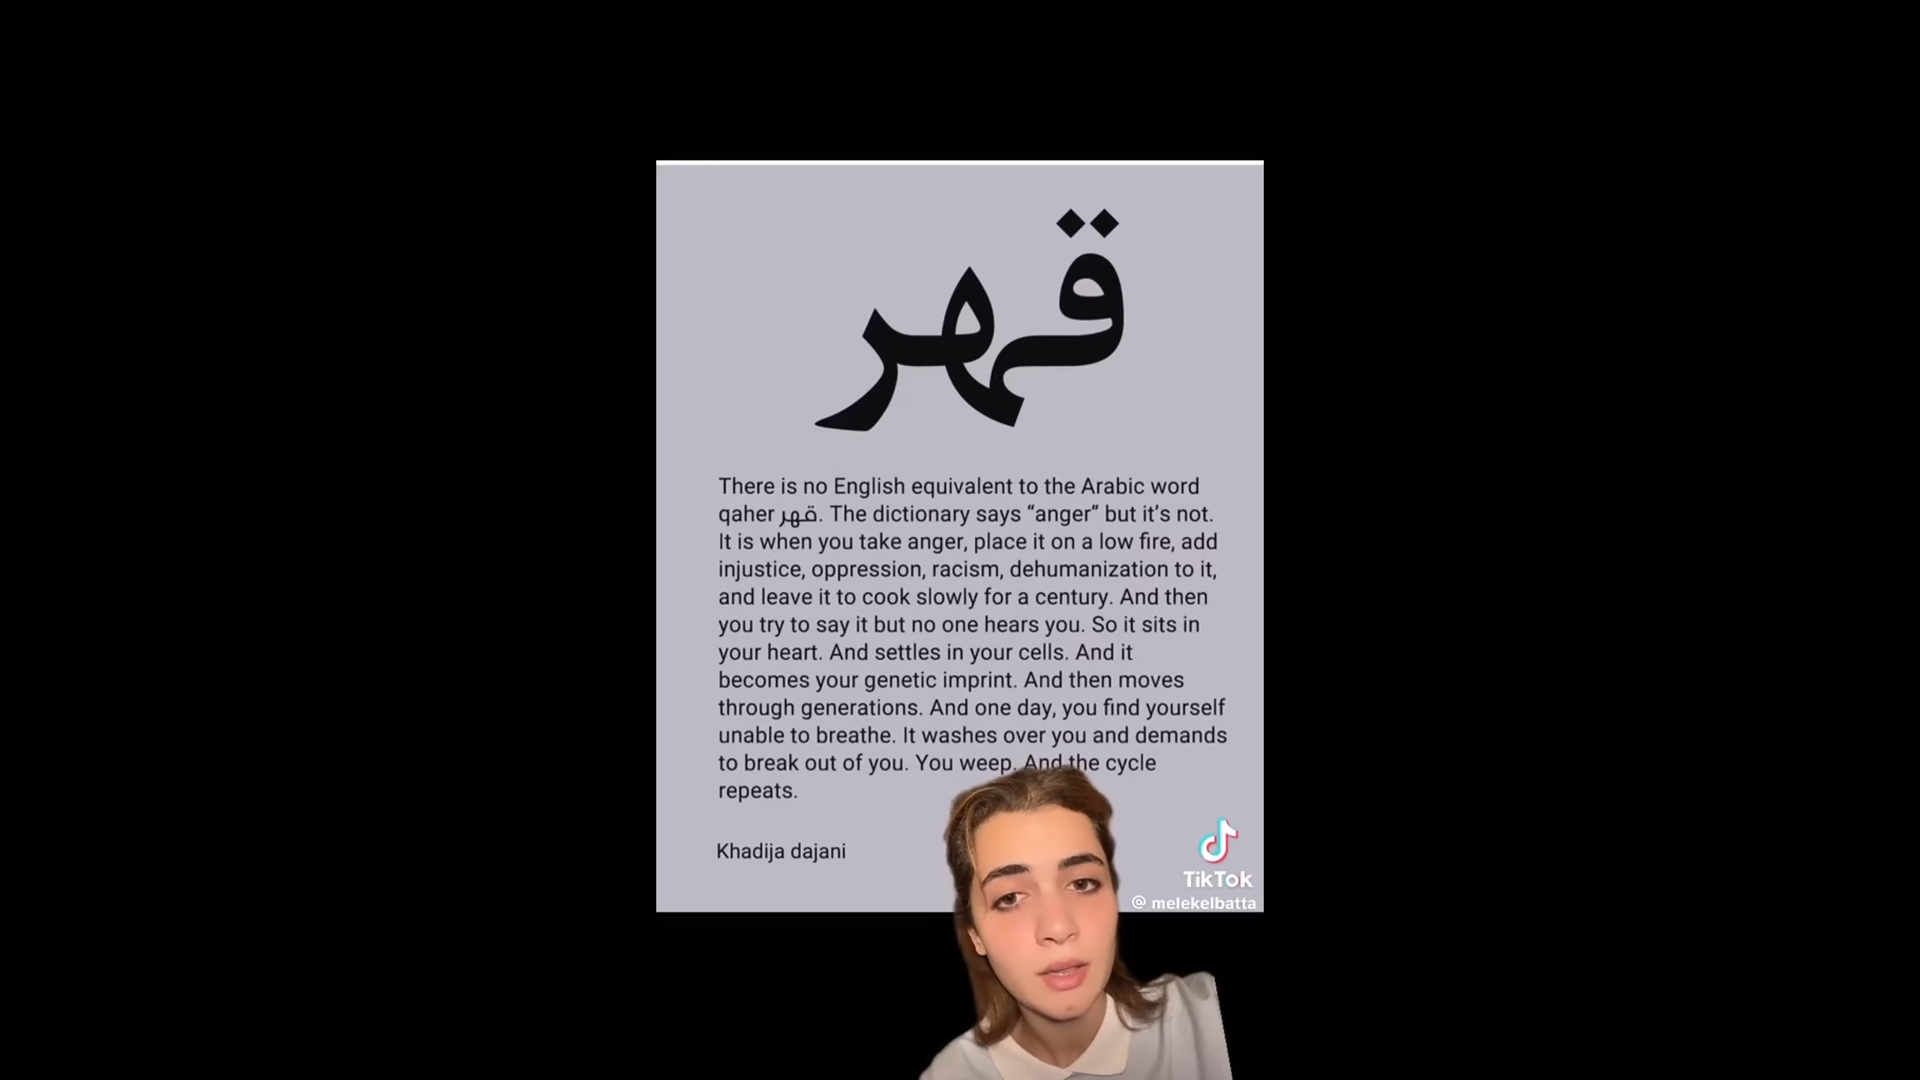 قهر
There is no English equivalent to the Arabic word
qaher قهر. The dictionary says “anger” but it’s not.
It is when you take anger, place it on a low fire, add
injustice, oppression, racism, dehumanization to it,
and leave it to cook slowly for a century. And then
you try to say it but no one hears you. So it sits in
your heart. And settles in your cells. And it
becomes your genetic imprint. And then moves
through generations. And one day, you find yourself
unable to breathe. It washes over you and demands
to break out of you. You weep. And the cycle
repeats.
Khadija dajani
TikTok
@ melekelbatta